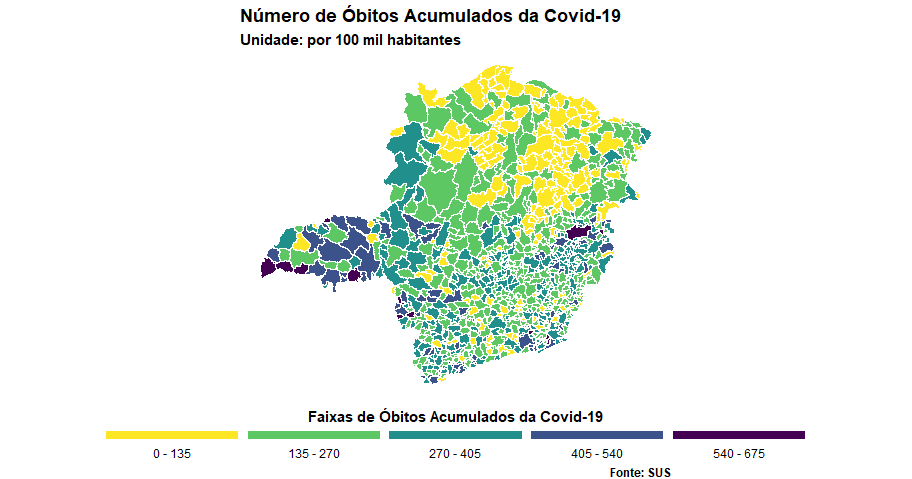 Número de Óbitos Acumulados da Covid-19
Unidade: por 100 mil habitantes
Faixas de Óbitos Acumulados da Covid-19
0 - 135
135 - 270
270 - 405
405 - 540
540 - 675
Fonte: SUS